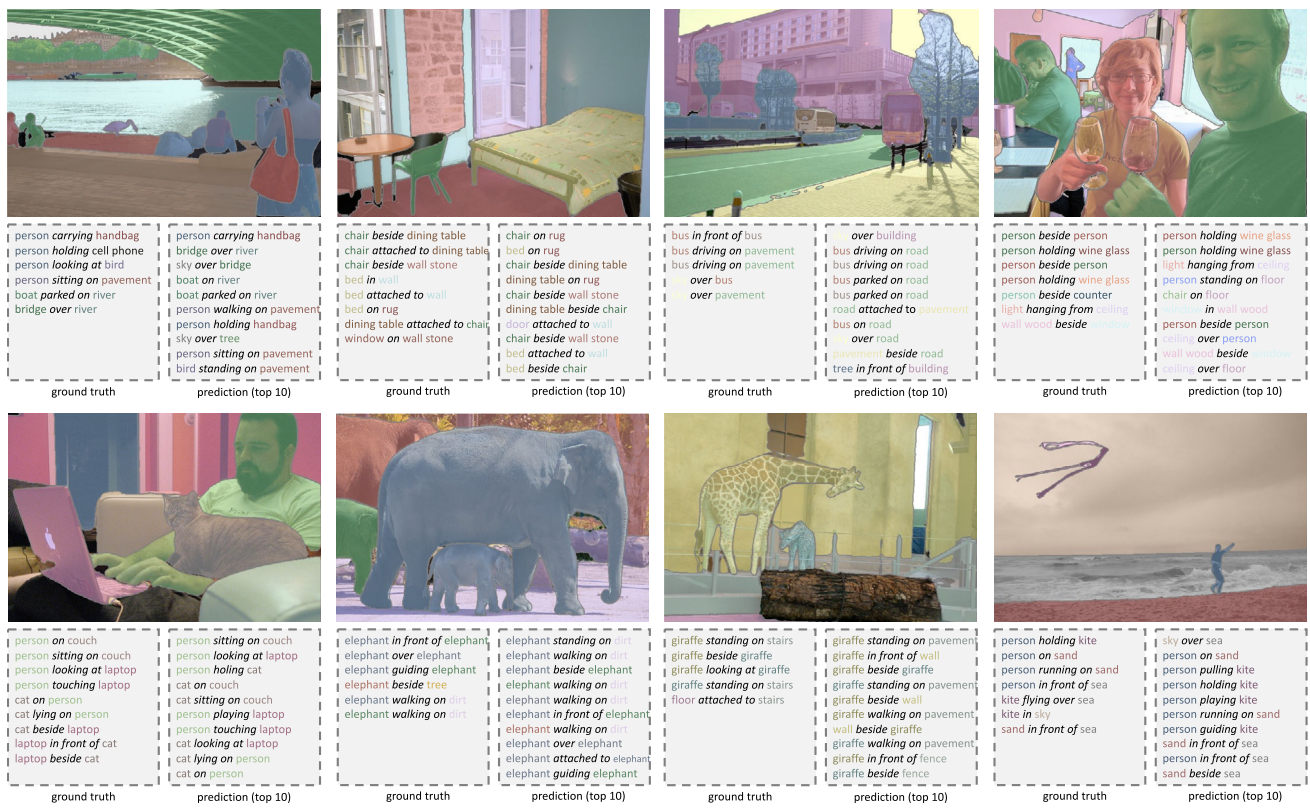 person carrying handbag
person holding cell phone
person looking at bird
person sitting on pavement
boat parked on river
bridge over river
ground truth
person carrying handbag
bridge over river
sky over bridge
boat on river
boat parked on river
person walking on pavement
person holding handbag
sky over tree
person sitting on pavement
bird standing on pavement
prediction (top 10)
chair beside dining table
chair attached to dining table
chair beside wall stone
bed in wall
bed attached to wall
bed on rug
dining table attached to chair
window on wall stone
ground truth
chair on rug
bed on rug
chair beside dining table
dining table on rug
chair beside wall stone
dining table beside chair
door attached to wall
chair beside wall stone
bed attached to wall
bed beside chair
prediction (top 10)
bus in front of bus
bus driving on pavement
bus driving on pavement
over bus
over pavement
ground truth
over building
bus driving on road
bus driving on road
bus parked on road
bus parked on road
road attached to pavement
bus on road
over road
pavement beside road
tree in front of building
prediction (top 10)
person beside person
person holding wine glass
person beside person
person holding wine glass
person beside counter
light hanging from ceiling
wall wood beside window
ground truth
person holding wine glass
person holding wine glass
light hanging from ceiling
person standing on floor
chair on floor
window in wall wood
person beside person
ceiling over person
wall wood beside window
ceiling over floor
prediction (top 10)
person on couch
person sitting on couch
person looking at laptop
person touching laptop
cat on person
cat lying on person
cat beside laptop
laptop in front of cat
laptop beside cat
ground truth
person sitting on couch
person looking at laptop
person holing cat
cat on couch
cat sitting on couch
person playing laptop
person touching laptop
cat looking at laptop
cat lying on person
cat on person
prediction (top 10)
elephant in front of elephant
elephant over elephant
elephant guiding elephant
elephant beside tree
elephant walking on dirt
elephant walking on dirt
ground truth
elephant standing on dirt
elephant walking on dirt
elephant beside elephant
elephant walking on dirt
elephant walking on dirt
elephant in front of elephant
elephant walking on dirt
elephant over elephant
elephant attached to elephant
elephant guiding elephant
prediction (top 10)
giraffe standing on stairs
giraffe beside giraffe
giraffe looking at giraffe
giraffe standing on stairs
floor attached to stairs
ground truth
giraffe standing on pavement
giraffe in front of wall
giraffe beside giraffe
giraffe standing on pavement
giraffe beside wall
giraffe walking on pavement
wall beside giraffe
giraffe walking on pavement
giraffe in front of fence
giraffe beside fence
prediction (top 10)
person holding kite
person on sand
person running on sand
person in front of sea
kite flying over sea
kite in sky
sand in front of sea
ground truth
sky over sea
person on sand
person pulling kite
person holding kite
person playing kite
person running on sand
person guiding kite
sand in front of sea
person in front of sea
sand beside sea
prediction (top 10)